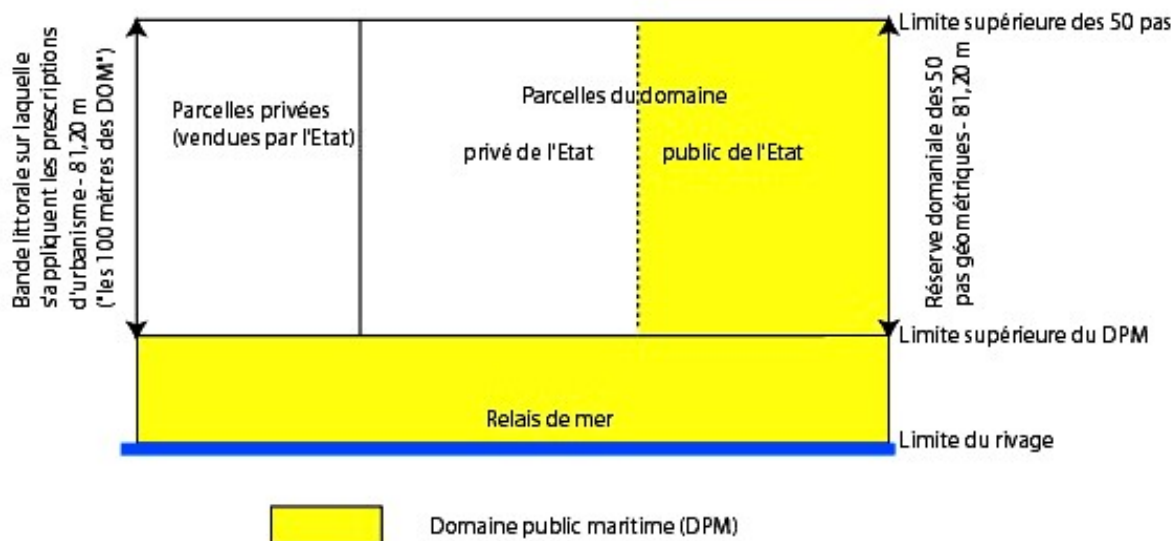 Limite supérieure des 50 pas
Bande littorale sur laquelle
s'appliquent les prescriptions
d'urbanisme - 81,20 m
("les 100 mètres des DOM")
Parcelles privées
(vendues par l'Etat)
Parcelles du domaine
privé de l'Etat
public de l'Etat
Réserve domaniale des 50
pas géométriques - 81,20 m
Limite supérieure du DPM
Relais de mer
Limite du rivage
Domaine public maritime (DPM)